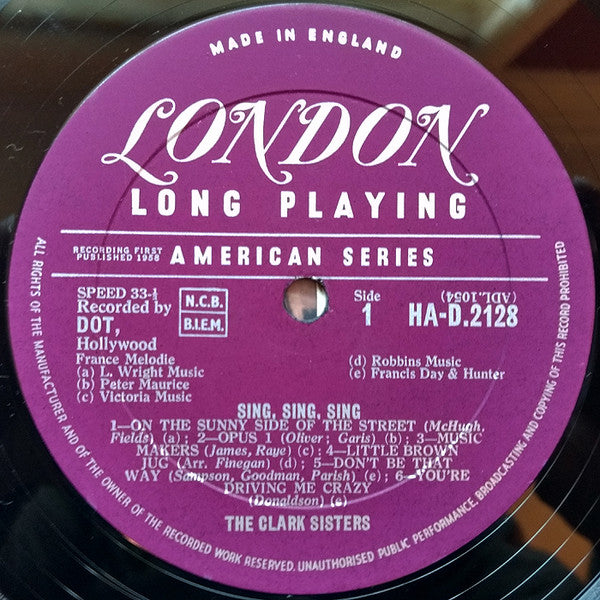 MADE IN ENGLAND
LONDON
LONG PLAYING
RECORDING FIRST
PUBLISHED 1958
AMERICAN SERIES
SPEED 33-⅓
Recorded by
DOT,
Hollywood
N.C.B.
B.I.E.M.
Side
1
(ADL.1054)
HA-D.2128
France Melodie
(a) L. Wright Music
(b) Peter Maurice
(c) Victoria Music
(d) Robbins Music
(e) Francis Day & Hunter
SING, SING, SING
1—ON THE SUNNY SIDE OF THE STREET (McHugh,
Fields) (a); 2—OPUS 1 (Oliver; Garis) (b); 3—MUSIC
MAKERS (James, Raye) (c); 4—LITTLE BROWN
JUG (Arr. Finegan) (d); 5—DON'T BE THAT
WAY (Sampson, Goodman, Parish) (e); 6—YOU'RE
DRIVING ME CRAZY
(Donaldson) (e)
THE CLARK SISTERS
ALL RIGHTS OF THE MANUFACTURER AND OF THE OWNER OF THE RECORDED WORK RESERVED. UNAUTHORISED PUBLIC PERFORMANCE, BROADCASTING AND COPYING OF THIS RECORD PROHIBITED